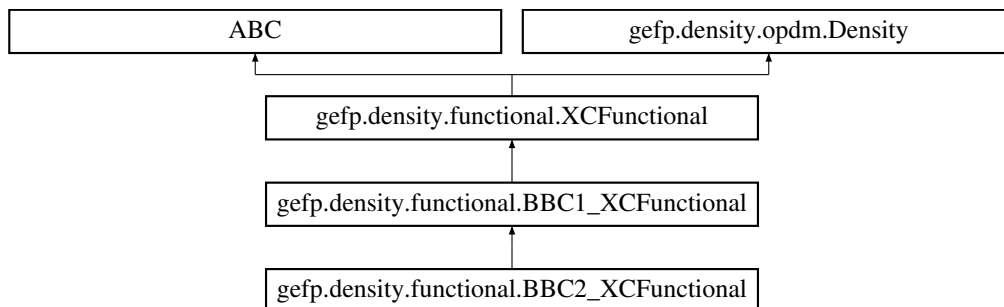 ABC
gefp.density.opdm.Density
gefp.density.functional.XCFunctional
gefp.density.functional.BBC1_XCFunctional
gefp.density.functional.BBC2_XCFunctional